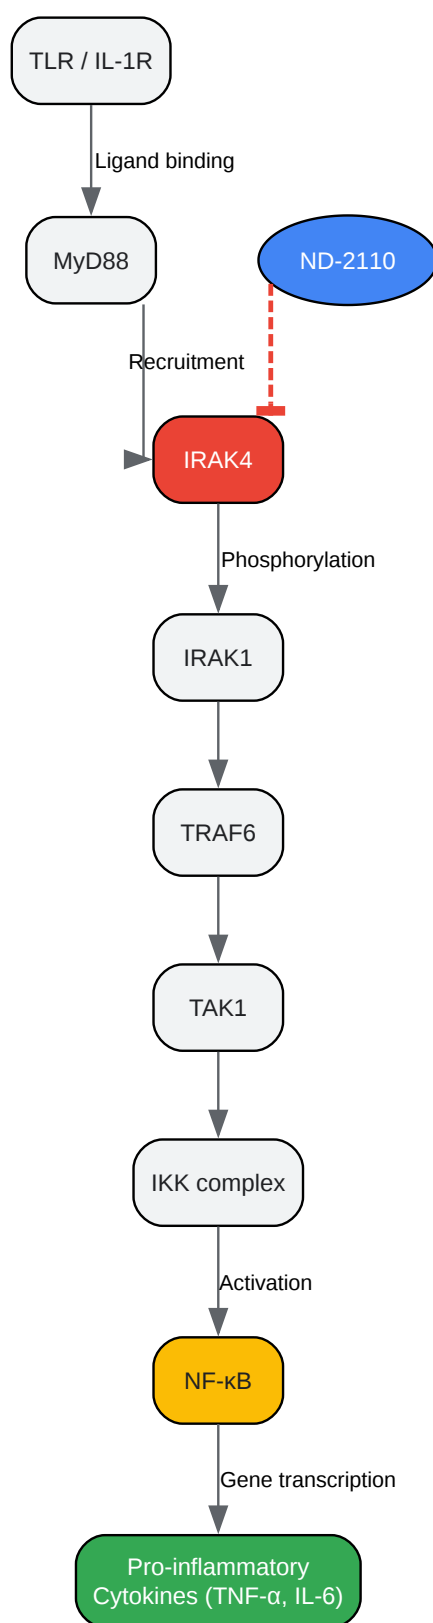 TLR / IL-1R
Ligand binding
MyD88
ND-2110
Recruitment
IRAK4
Phosphorylation
IRAK1
TRAF6
TAK1
IKK complex
Activation
NF-κB
Gene transcription
Pro-inflammatory
Cytokines (TNF-α, IL-6)